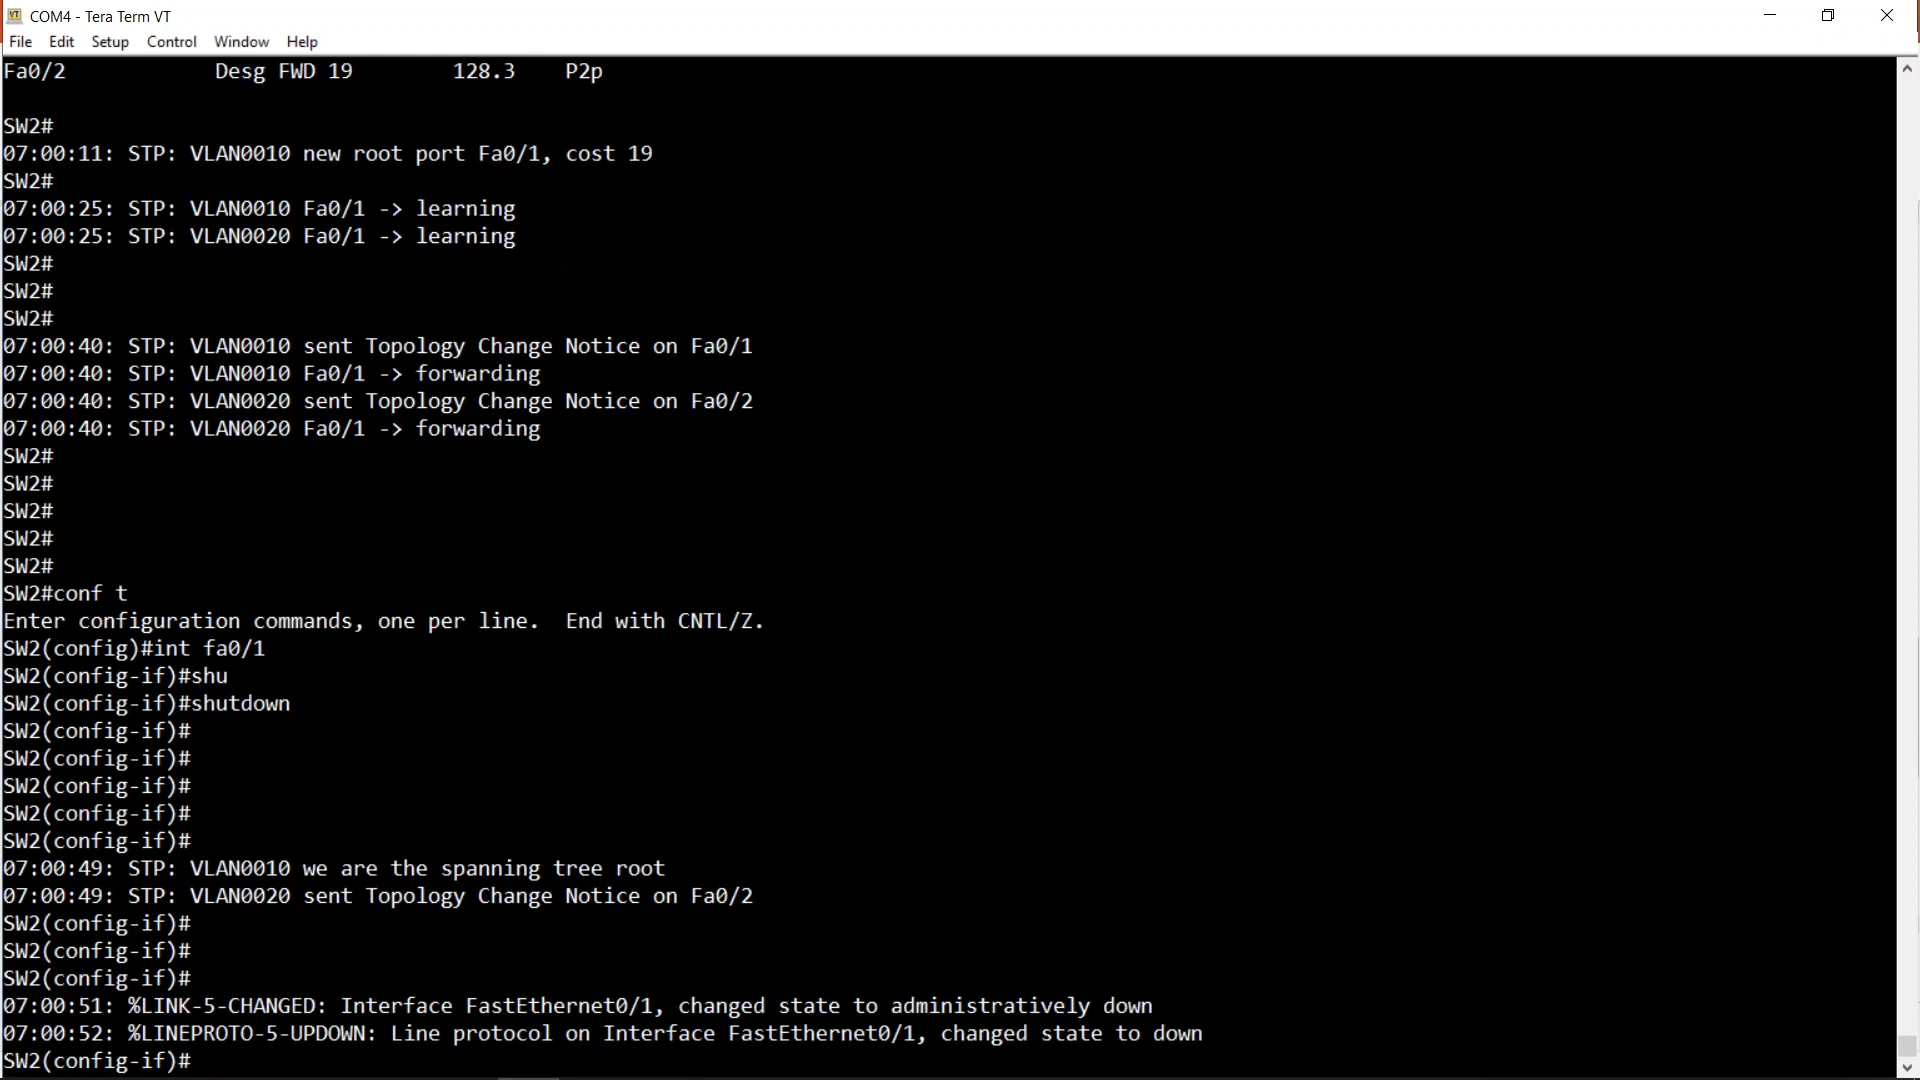 COM4 - Tera Term VT
File Edit Setup Control Window Help
Fa0/2            Desg FWD 19        128.3    P2p
SW2#
07:00:11: STP: VLAN0010 new root port Fa0/1, cost 19
SW2#
07:00:25: STP: VLAN0010 Fa0/1 -> learning
07:00:25: STP: VLAN0020 Fa0/1 -> learning
SW2#
SW2#
SW2#
07:00:40: STP: VLAN0010 sent Topology Change Notice on Fa0/1
07:00:40: STP: VLAN0010 Fa0/1 -> forwarding
07:00:40: STP: VLAN0020 sent Topology Change Notice on Fa0/2
07:00:40: STP: VLAN0020 Fa0/1 -> forwarding
SW2#
SW2#
SW2#
SW2#
SW2#
SW2#conf t
Enter configuration commands, one per line.  End with CNTL/Z.
SW2(config)#int fa0/1
SW2(config-if)#shu
SW2(config-if)#shutdown
SW2(config-if)#
SW2(config-if)#
SW2(config-if)#
SW2(config-if)#
SW2(config-if)#
07:00:49: STP: VLAN0010 we are the spanning tree root
07:00:49: STP: VLAN0020 sent Topology Change Notice on Fa0/2
SW2(config-if)#
SW2(config-if)#
SW2(config-if)#
07:00:51: %LINK-5-CHANGED: Interface FastEthernet0/1, changed state to administratively down
07:00:52: %LINEPROTO-5-UPDOWN: Line protocol on Interface FastEthernet0/1, changed state to down
SW2(config-if)#